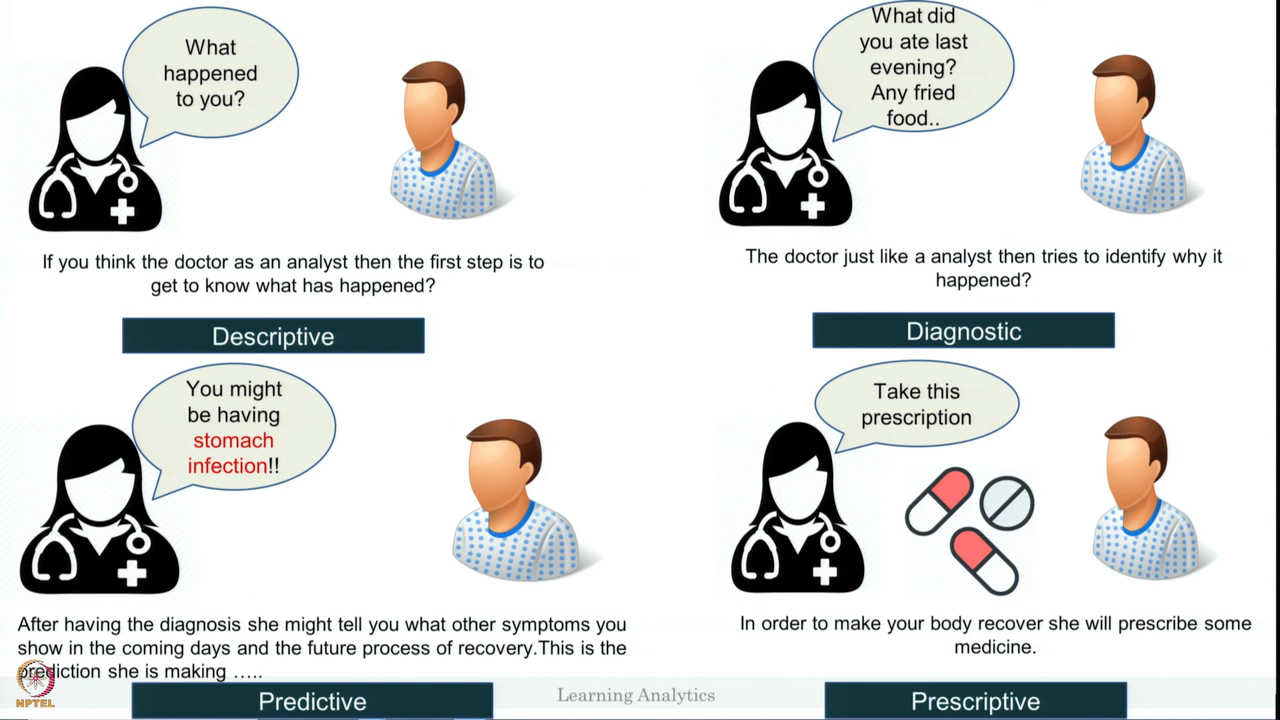 What
happened
to you?
If you think the doctor as an analyst then the first step is to
get to know what has happened?
Descriptive
What did
you ate last
evening?
Any fried
food..
The doctor just like a analyst then tries to identify why it
happened?
Diagnostic
You might
be having
stomach
infection!!
After having the diagnosis she might tell you what other symptoms you
show in the coming days and the future process of recovery.This is the
prediction she is making …..
Predictive
Take this
prescription
In order to make your body recover she will prescribe some
medicine.
Prescriptive
Learning Analytics
NPTEL